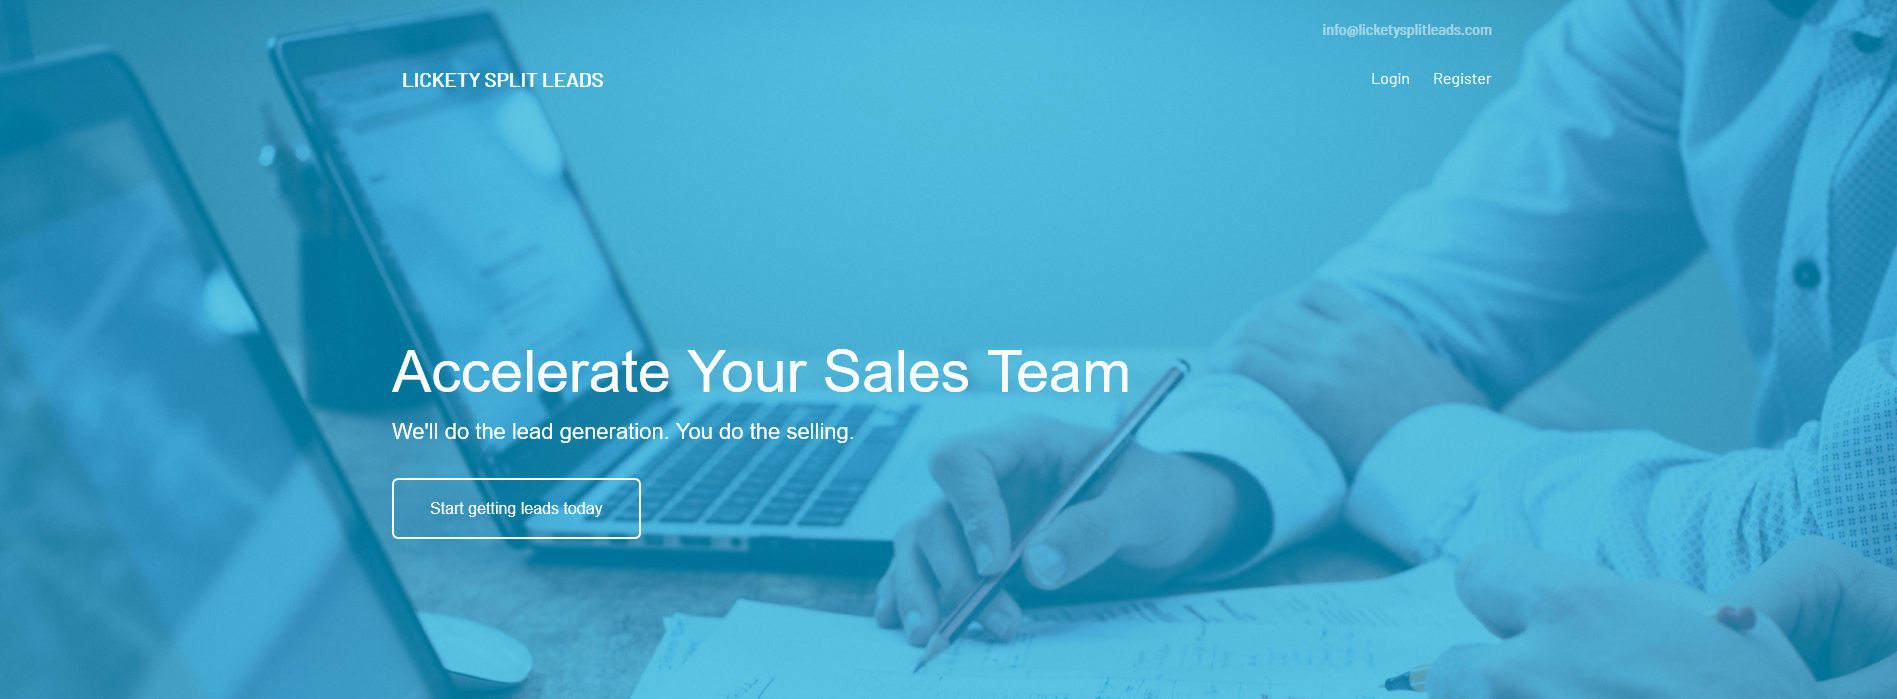 info@licketysplitleads.com
LICKETY SPLIT LEADS
Login Register
Accelerate Your Sales Team
We'll do the lead generation. You do the selling.
Start getting leads today